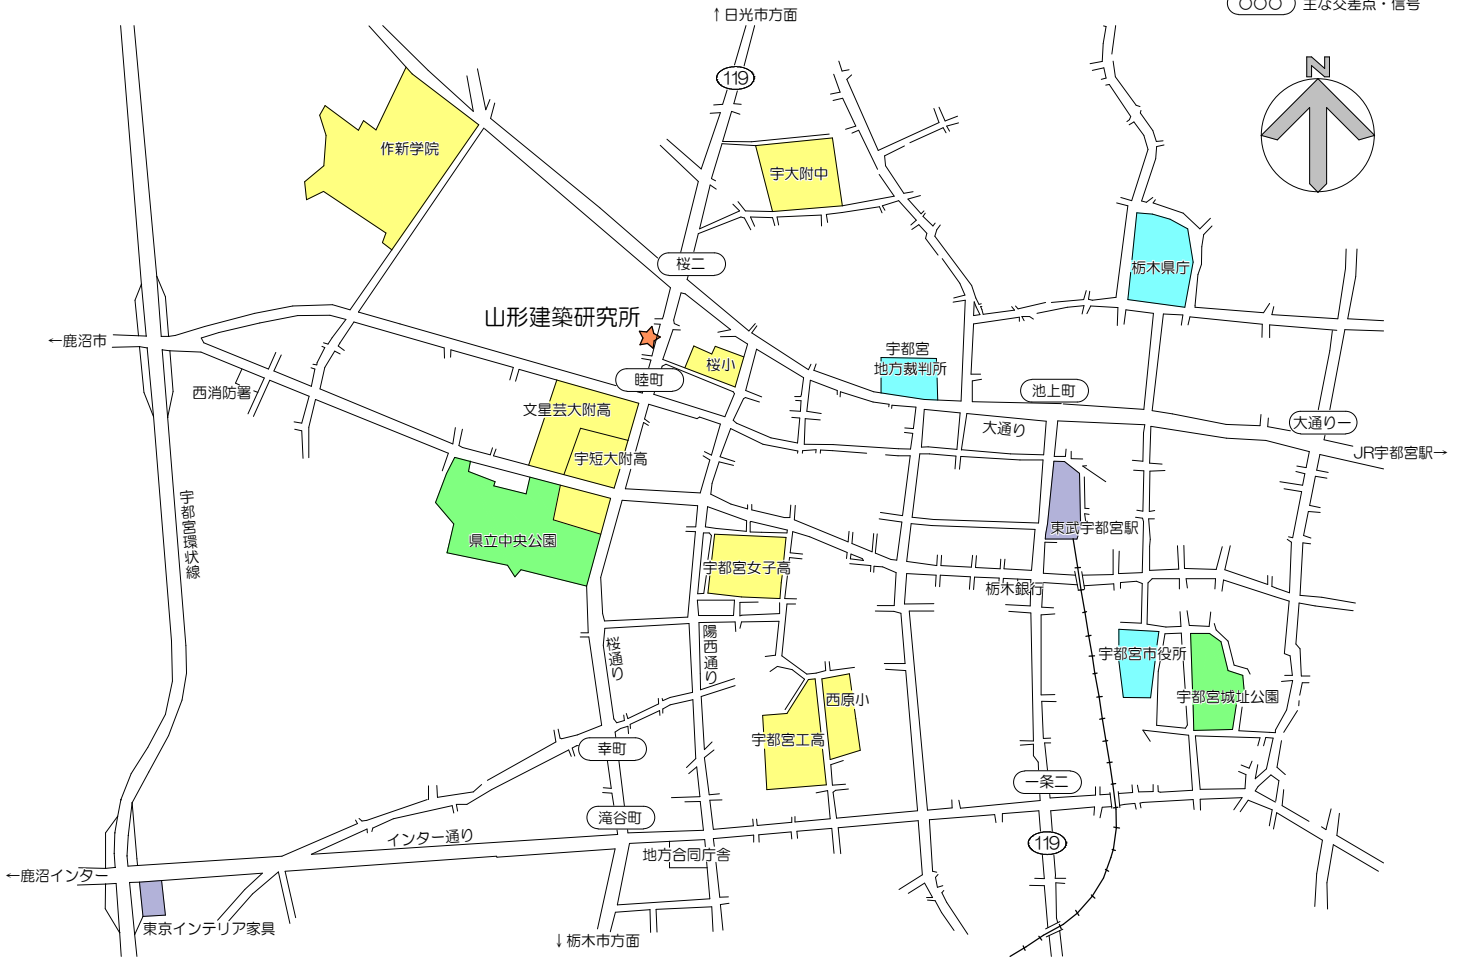 ↑日光市方面
○○○ 主な交差点・信号
119
N
作新学院
宇大附中
桜二
栃木県庁
山形建築研究所
←鹿沼市
宇都宮
地方裁判所
桜小
睦町
西消防署
池上町
文星芸大附高
大通り
大通り一
宇短大附高
JR宇都宮駅→
宇都宮環状線
東武宇都宮駅
県立中央公園
宇都宮女子高
栃木銀行
桜通り
陽西通り
宇都宮市役所
西原小
宇都宮城址公園
宇都宮工高
幸町
一条二
滝谷町
インター通り
119
地方合同庁舎
←鹿沼インター
東京インテリア家具
↓栃木市方面